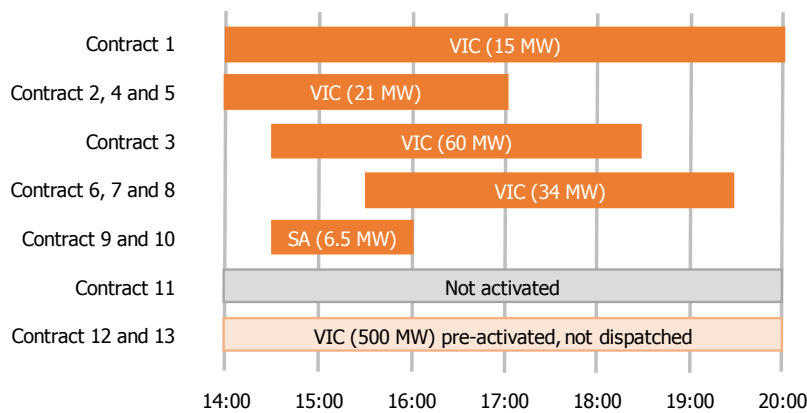 Contract 1
VIC (15 MW)
Contract 2, 4 and 5
VIC (21 MW)
Contract 3
VIC (60 MW)
Contract 6, 7 and 8
VIC (34 MW)
Contract 9 and 10
SA (6.5 MW)
Contract 11
Not activated
Contract 12 and 13
VIC (500 MW) pre-activated, not dispatched
14:00 15:00 16:00 17:00 18:00 19:00 20:00